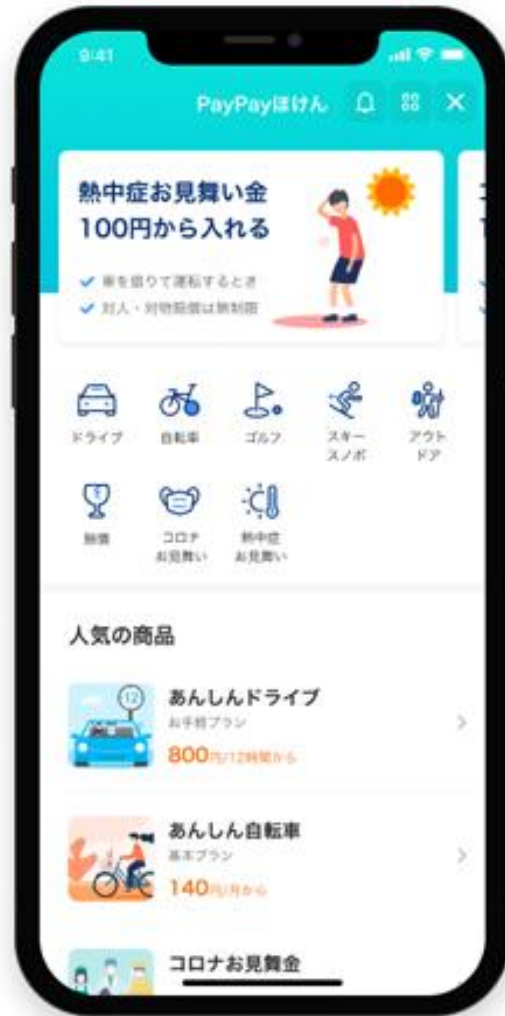 9:41
PayPayほけん
熱中症お見舞い金
100円から入れる
車を借りて運転するとき
対人・対物賠償は無制限
ドライブ
自転車
ゴルフ
スキー
スノボ
アウト
ドア
賠償
コロナ
お見舞い
熱中症
お見舞い
人気の商品
12
あんしんドライブ
お手軽プラン
800円/12時間から
あんしん自転車
基本プラン
140円/月から
コロナお見舞金